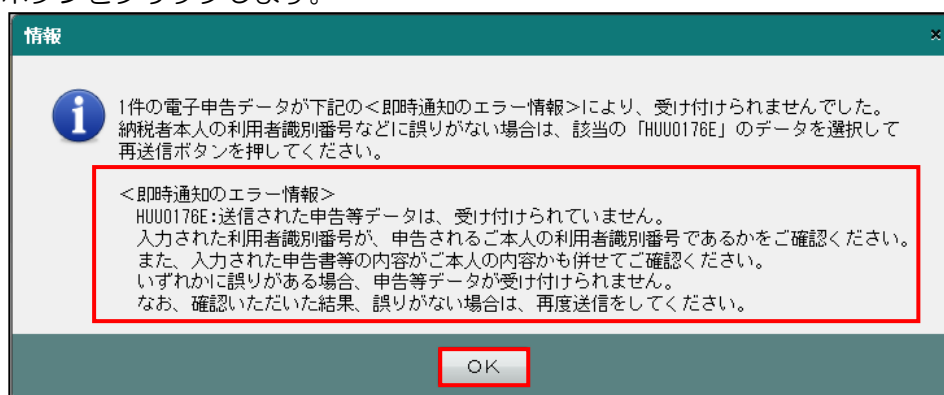 ボタンをクリックします。
情報
×
1件の電子申告データが下記の<即時通知のエラー情報>により、受け付けられませんでした。
納税者本人の利用者識別番号などに誤りがない場合は、該当の「HUU0176E」のデータを選択して
再送信ボタンを押してください。
<即時通知のエラー情報>
HUU0176E:送信された申告等データは、受け付けられていません。
入力された利用者識別番号が、申告されるご本人の利用者識別番号であるかをご確認ください。
また、入力された申告書等の内容がご本人の内容かも併せてご確認ください。
いずれかに誤りがある場合、申告等データが受け付けられません。
なお、確認いただいた結果、誤りがない場合は、再度送信をしてください。
OK